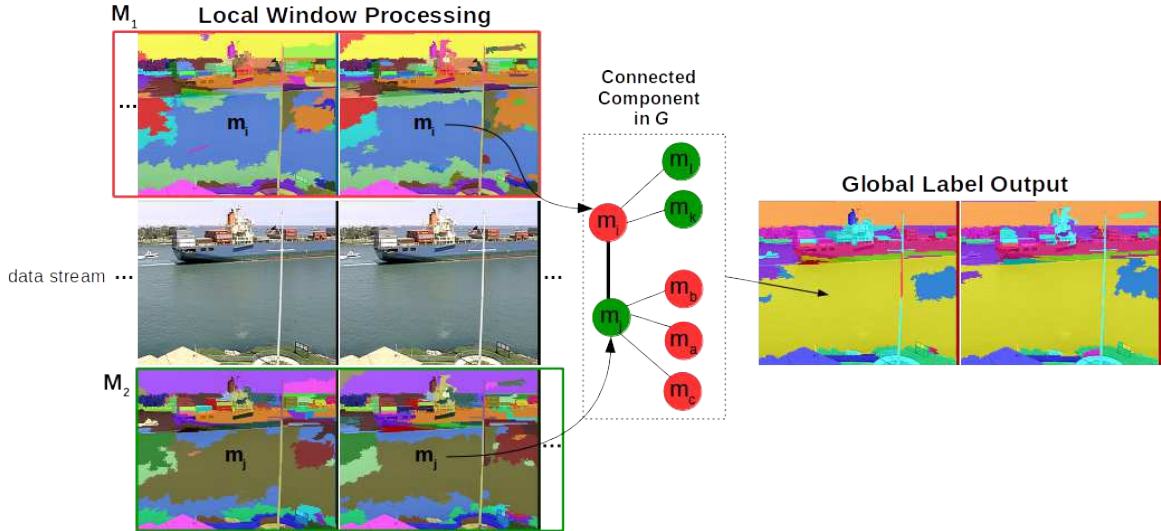 M1
Local Window Processing
...
mi
mi
Connected
Component
in G
ml
mk
mi
mb
mj
ma
mc
Global Label Output
data stream
...
...
M2
mj
mj
...